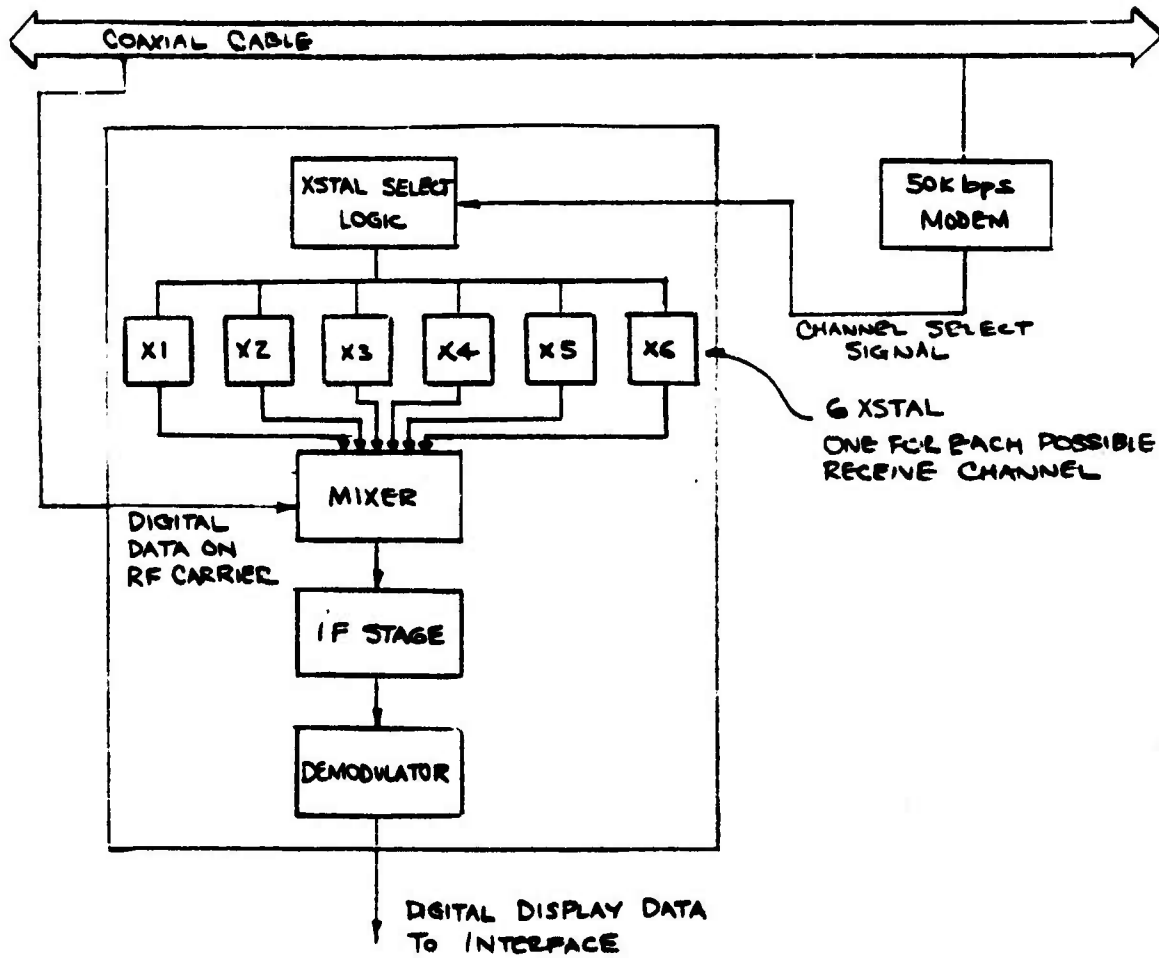 COAXIAL CABLE
XSTAL SELECT
LOGIC
50K bps
MODEM
CHANNEL SELECT
SIGNAL
X1 X2 X3 X4 X5 X6
6 XSTAL
ONE FOR EACH POSSIBLE
RECEIVE CHANNEL
MIXER
DIGITAL
DATA ON
RF CARRIER
IF STAGE
DEMODULATOR
DIGITAL DISPLAY DATA
TO INTERFACE